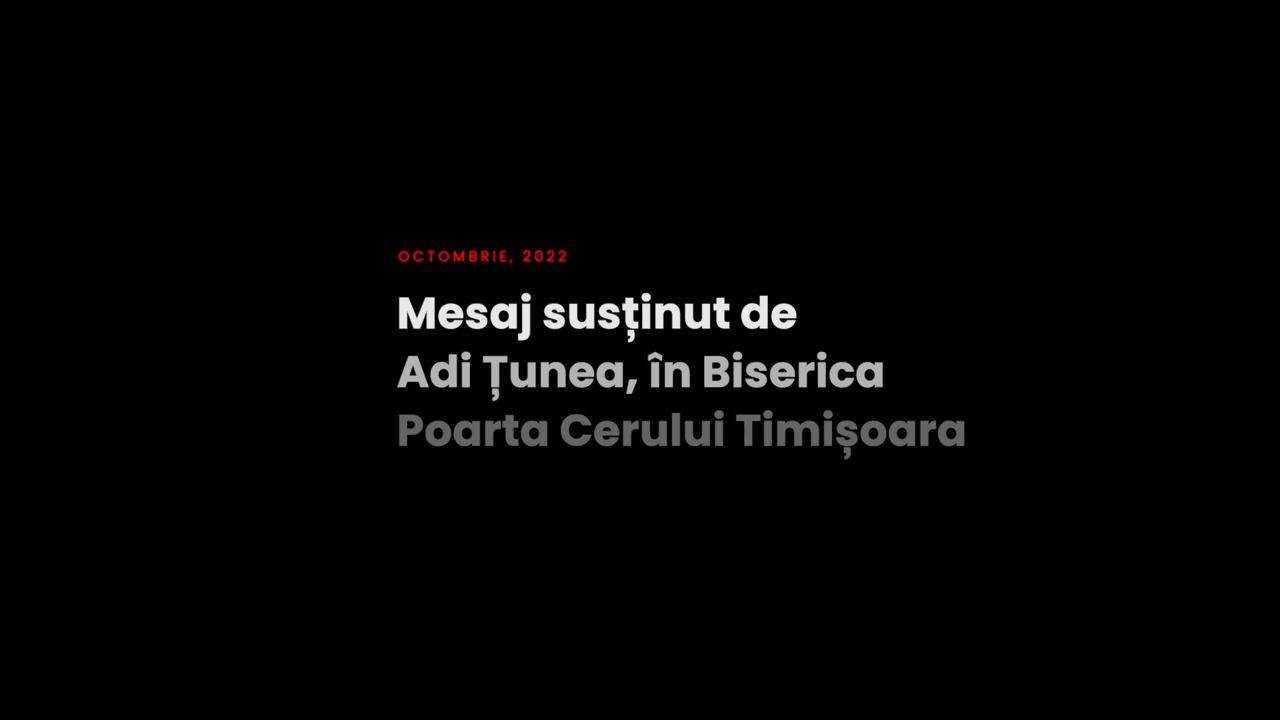 OCTOMBRIE, 2022
Mesaj susținut de
Adi Țunea, în Biserica
Poarta Cerului Timișoara